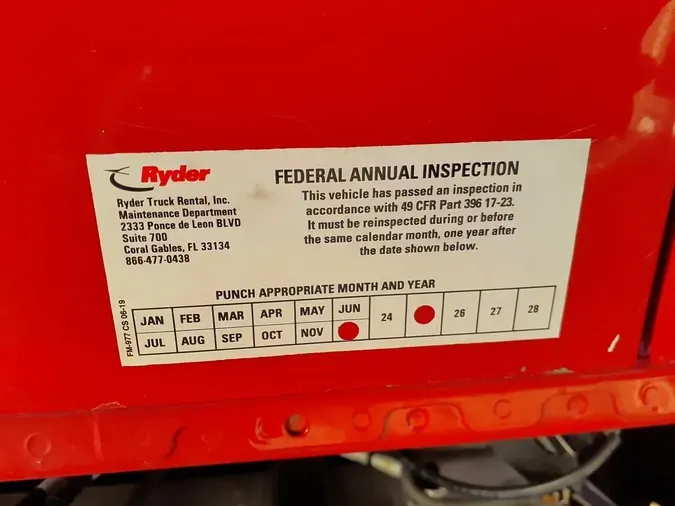 Ryder
Ryder Truck Rental, Inc.
Maintenance Department
2333 Ponce de Leon BLVD
Suite 700
Coral Gables, FL 33134
866-477-0438
FEDERAL ANNUAL INSPECTION
This vehicle has passed an inspection in
accordance with 49 CFR Part 396 17-23.
It must be reinspected during or before
the same calendar month, one year after
the date shown below.
PUNCH APPROPRIATE MONTH AND YEAR
JAN FEB MAR APR MAY JUN 24 26 27 28
JUL AUG SEP OCT NOV
FM-977 CS 06-19